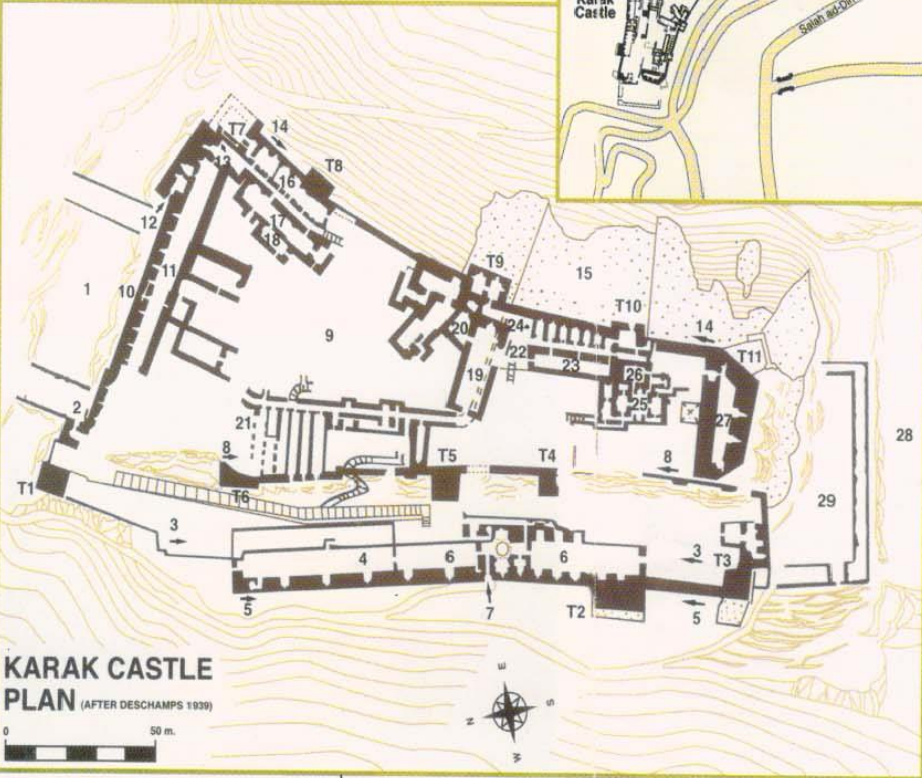 Karak
Castle
Salah ad-Din
T7
14
13
16
T8
17
18
12
11
10
1
9
2
T9
15
T10
14
T11
24
22
23
20
19
26
25
27
21
8
T5
T4
8
28
29
T1
T6
3
4
6
6
3
T3
5
7
T2
5
KARAK CASTLE
PLAN (AFTER DESCHAMPS 1939)
0 50 m.
E
N S
W